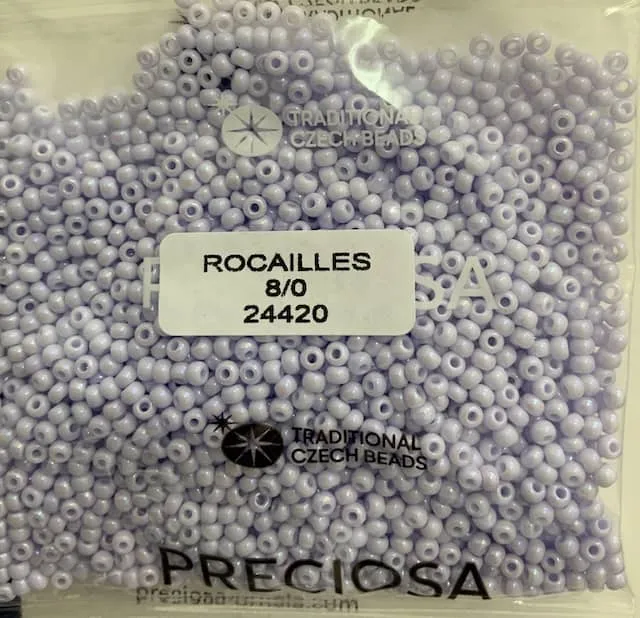 TRADITIONAL
CZECH BEADS
ROCAILLES
8/0
24420
TRADITIONAL
CZECH BEADS
PRECIOSA